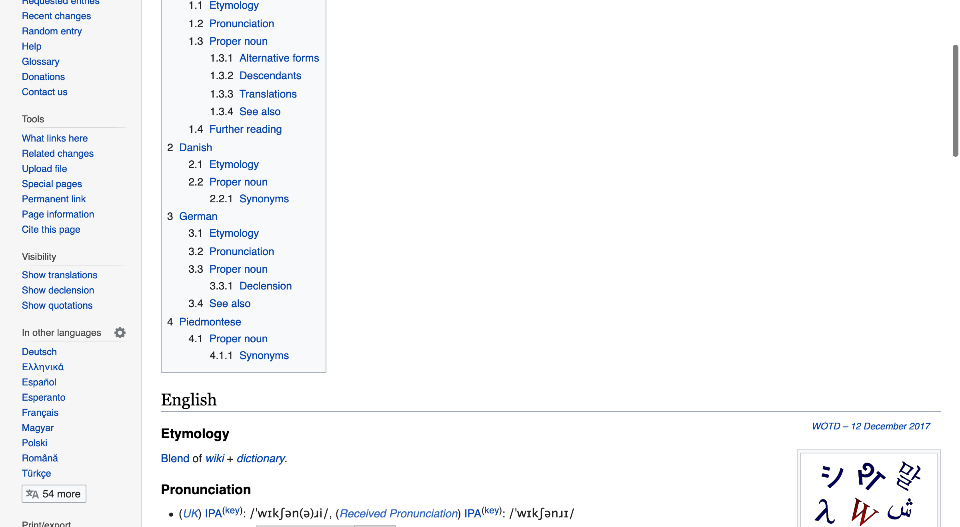 Requested entries
Recent changes
Random entry
Help
Glossary
Donations
Contact us
Tools
What links here
Related changes
Upload file
Special pages
Permanent link
Page information
Cite this page
Visibility
Show translations
Show declension
Show quotations
In other languages
Deutsch
Ελληνικά
Español
Esperanto
Français
Magyar
Polski
Română
Türkçe
54 more
Print/export
1.1 Etymology
1.2 Pronunciation
1.3 Proper noun
1.3.1 Alternative forms
1.3.2 Descendants
1.3.3 Translations
1.3.4 See also
1.4 Further reading
2 Danish
2.1 Etymology
2.2 Proper noun
2.2.1 Synonyms
3 German
3.1 Etymology
3.2 Pronunciation
3.3 Proper noun
3.3.1 Declension
3.4 See also
4 Piedmontese
4.1 Proper noun
4.1.1 Synonyms
English
WOTD – 12 December 2017
Etymology
Blend of wiki + dictionary.
Pronunciation
• (UK) IPA(key): /ˈwɪkʃən(ə)ɹi/, (Received Pronunciation) IPA(key): /ˈwɪkʃənɹɪ/
シ 말
λ W ش